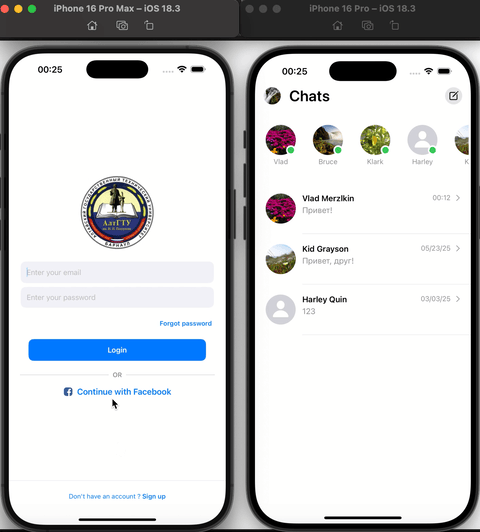 iPhone 16 Pro Max – iOS 18.3
00:25
АлтГТУ
БАРНАУЛ
Enter your email
Enter your password
Forgot password
Login
OR
Continue with Facebook
Don't have an account ? Sign up
iPhone 16 Pro – iOS 18.3
00:25
Chats
Vlad
Bruce
Klark
Harley
K
Vlad Merzlkin
00:12
Привет!
Kid Grayson
05/23/25
Привет, друг!
Harley Quin
03/03/25
123